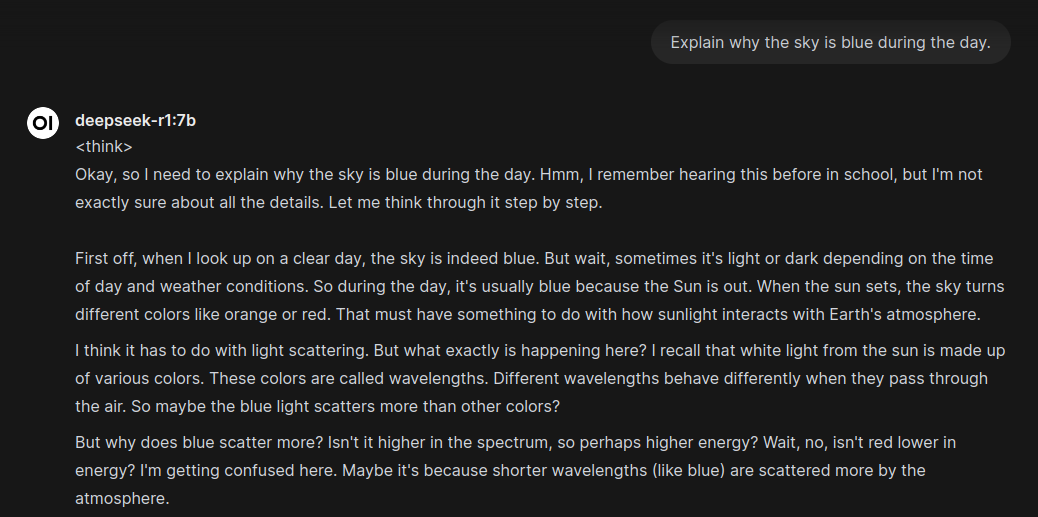 Explain why the sky is blue during the day.
OI
deepseek-r1:7b
<think>
Okay, so I need to explain why the sky is blue during the day. Hmm, I remember hearing this before in school, but I'm not
exactly sure about all the details. Let me think through it step by step.
First off, when I look up on a clear day, the sky is indeed blue. But wait, sometimes it's light or dark depending on the time
of day and weather conditions. So during the day, it's usually blue because the Sun is out. When the sun sets, the sky turns
different colors like orange or red. That must have something to do with how sunlight interacts with Earth's atmosphere.
I think it has to do with light scattering. But what exactly is happening here? I recall that white light from the sun is made up
of various colors. These colors are called wavelengths. Different wavelengths behave differently when they pass through
the air. So maybe the blue light scatters more than other colors?
But why does blue scatter more? Isn't it higher in the spectrum, so perhaps higher energy? Wait, no, isn't red lower in
energy? I'm getting confused here. Maybe it's because shorter wavelengths (like blue) are scattered more by the
atmosphere.